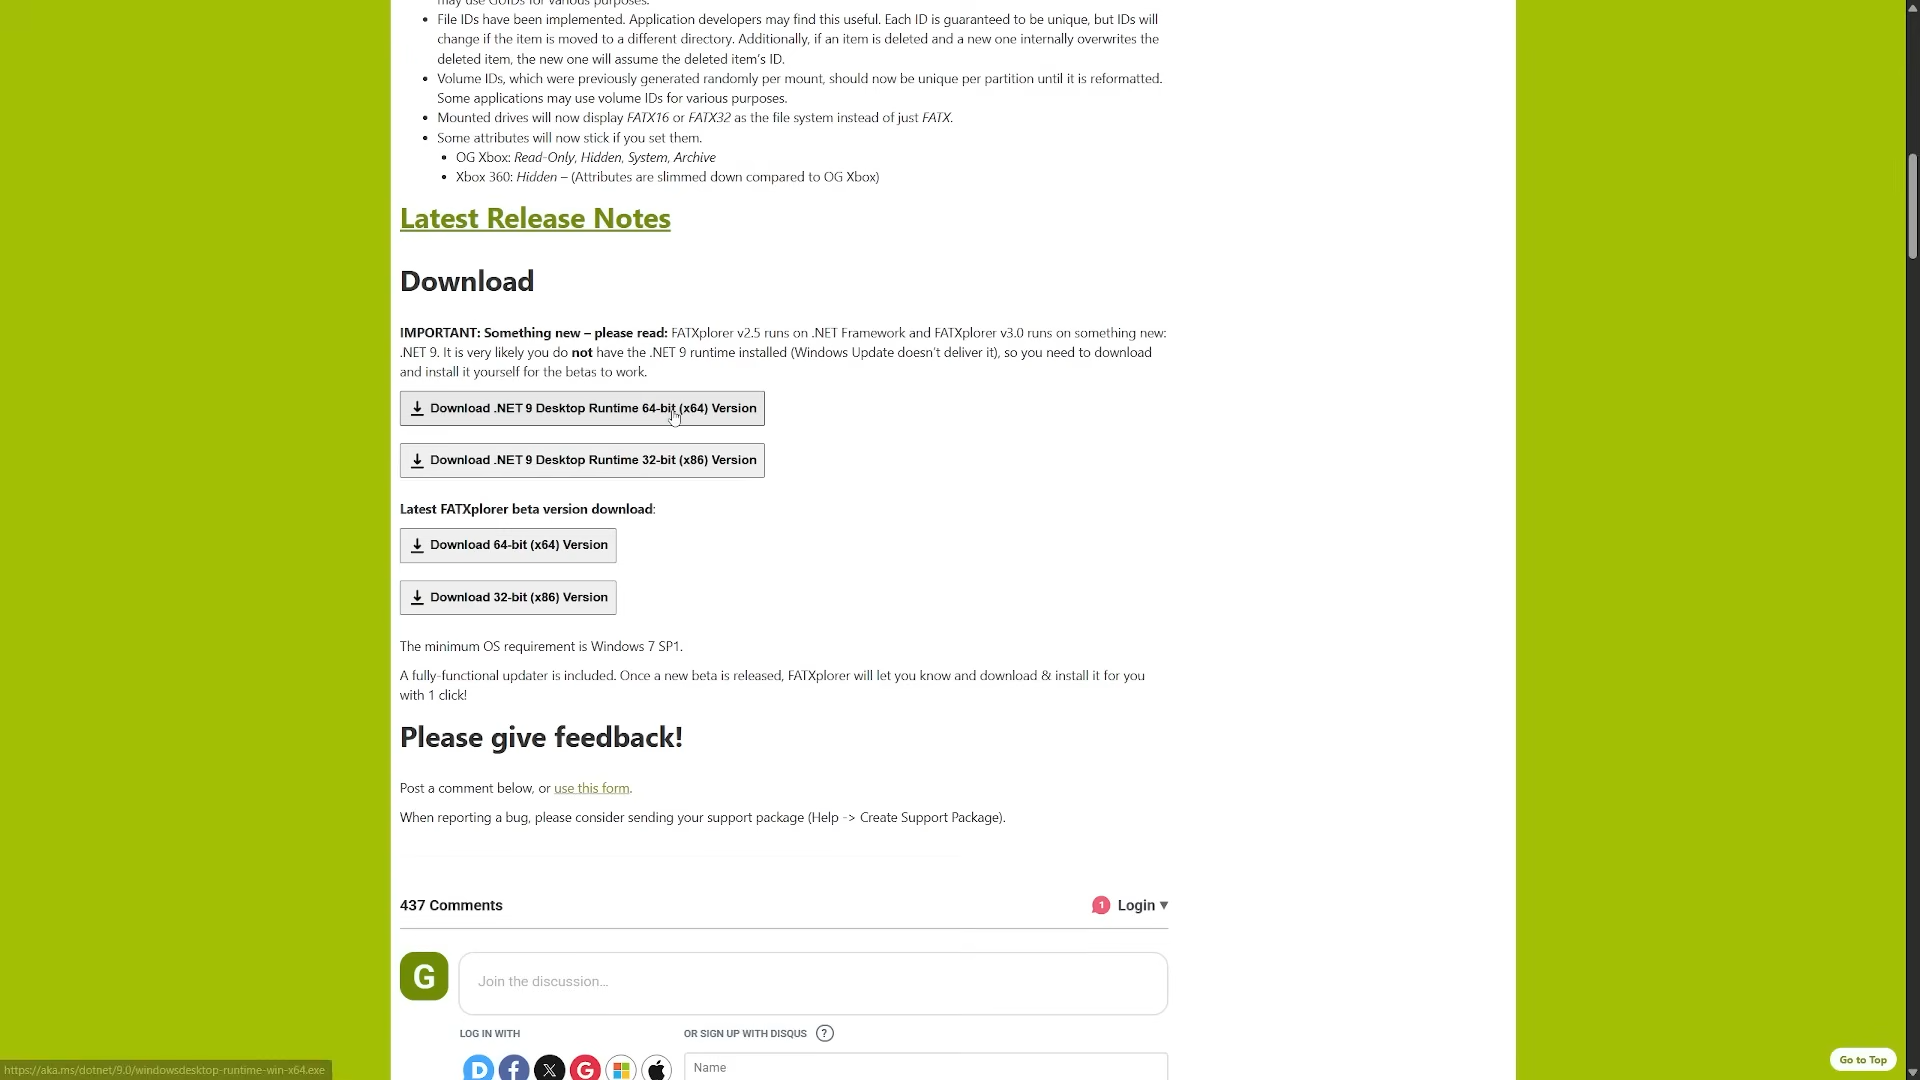 may use GUIDs for various purposes.
File IDs have been implemented. Application developers may find this useful. Each ID is guaranteed to be unique, but IDs will
change if the item is moved to a different directory. Additionally, if an item is deleted and a new one internally overwrites the
deleted item, the new one will assume the deleted item's ID.
Volume IDs, which were previously generated randomly per mount, should now be unique per partition until it is reformatted.
Some applications may use volume IDs for various purposes.
Mounted drives will now display FATX16 or FATX32 as the file system instead of just FATX.
Some attributes will now stick if you set them.
OG Xbox: Read-Only, Hidden, System, Archive
Xbox 360: Hidden – (Attributes are slimmed down compared to OG Xbox)
Latest Release Notes
Download
IMPORTANT: Something new – please read: FATXplorer v2.5 runs on .NET Framework and FATXplorer v3.0 runs on something new:
.NET 9. It is very likely you do not have the .NET 9 runtime installed (Windows Update doesn't deliver it), so you need to download
and install it yourself for the betas to work.
Download .NET 9 Desktop Runtime 64-bit (x64) Version
Download .NET 9 Desktop Runtime 32-bit (x86) Version
Latest FATXplorer beta version download:
Download 64-bit (x64) Version
Download 32-bit (x86) Version
The minimum OS requirement is Windows 7 SP1.
A fully-functional updater is included. Once a new beta is released, FATXplorer will let you know and download & install it for you
with 1 click!
Please give feedback!
Post a comment below, or use this form.
When reporting a bug, please consider sending your support package (Help -> Create Support Package).
437 Comments
1 Login
G
Join the discussion...
LOG IN WITH
OR SIGN UP WITH DISQUS ?
D f X G
Name
Go to Top
https://aka.ms/dotnet/9.0/windowsdesktop-runtime-win-x64.exe